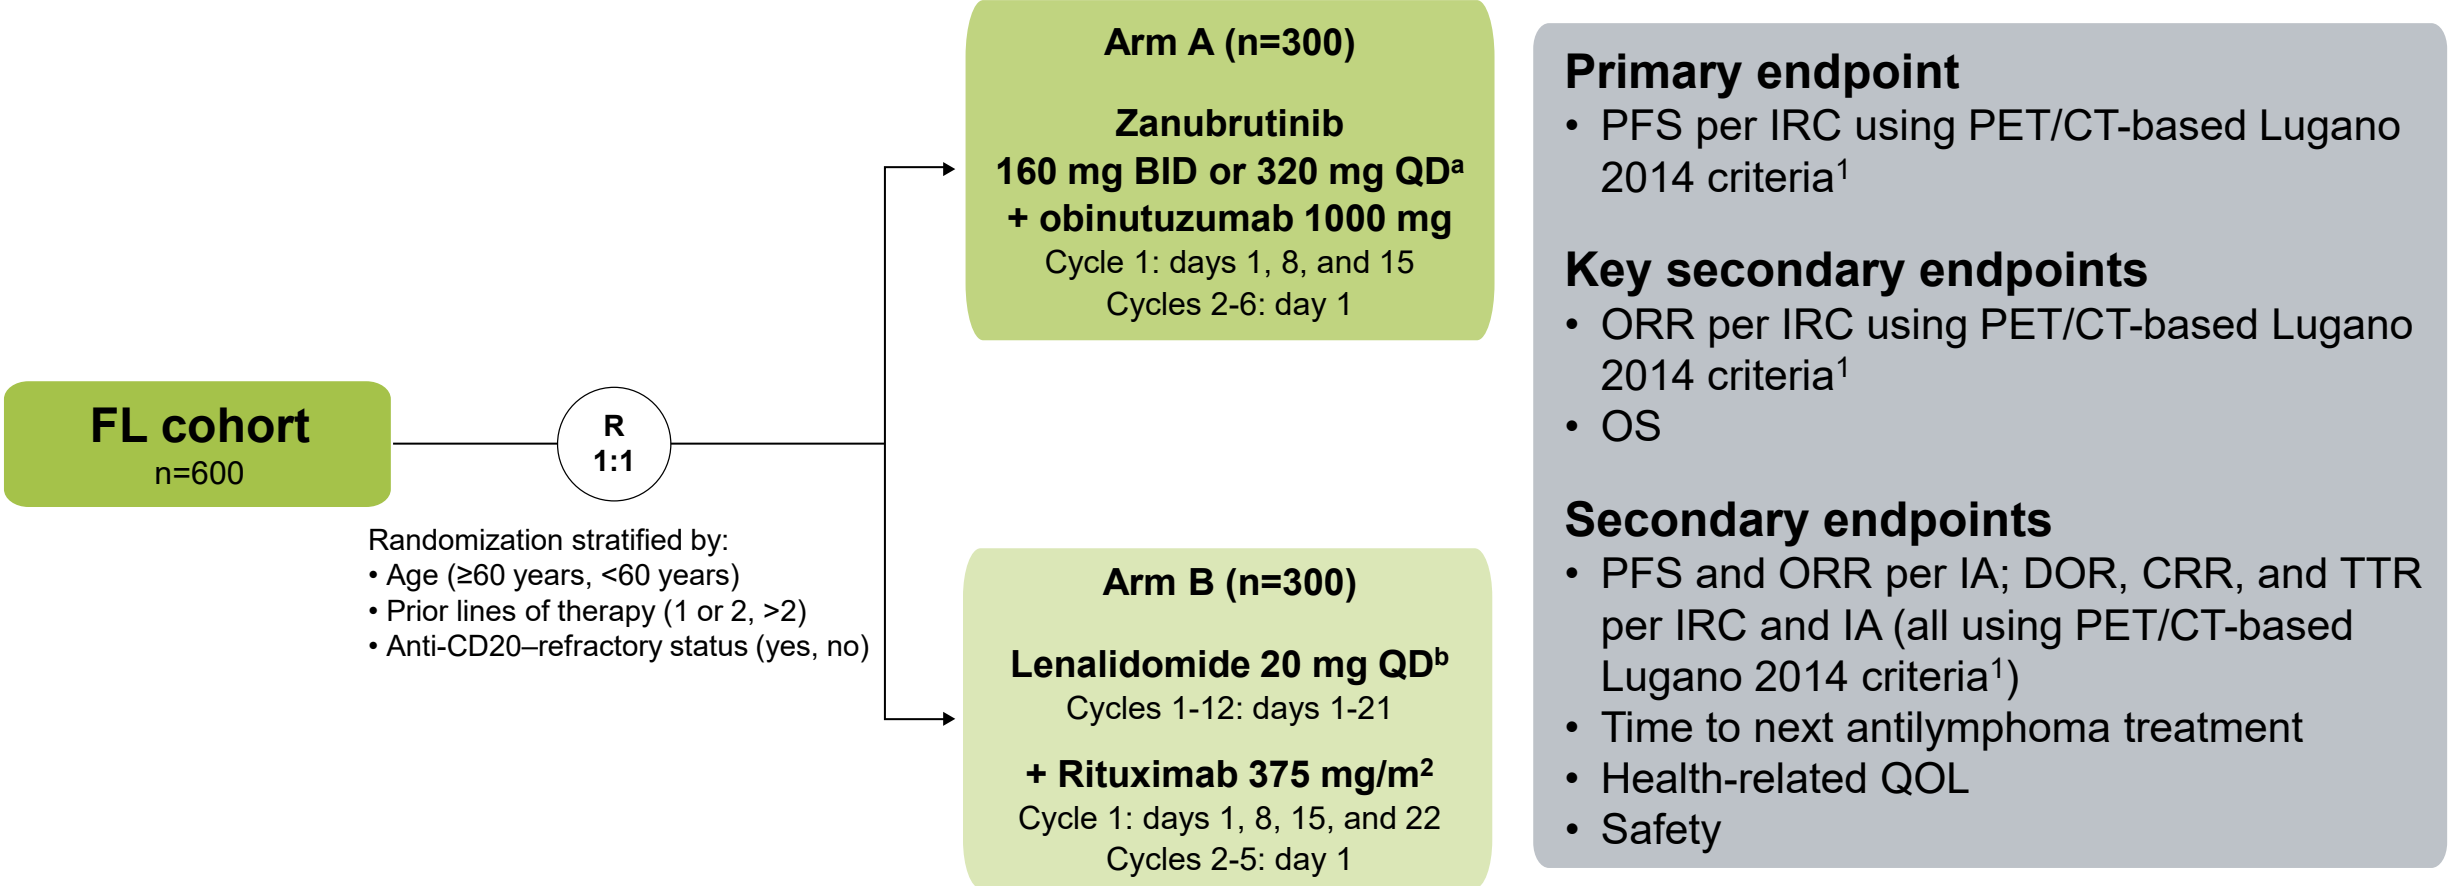 FL cohort
n=600
R
1:1
Randomization stratified by:
• Age (≥60 years, <60 years)
• Prior lines of therapy (1 or 2, >2)
• Anti-CD20–refractory status (yes, no)
Arm A (n=300)
Zanubrutinib
160 mg BID or 320 mg QDᵃ
+ obinutuzumab 1000 mg
Cycle 1: days 1, 8, and 15
Cycles 2-6: day 1
Arm B (n=300)
Lenalidomide 20 mg QDᵇ
Cycles 1-12: days 1-21
+ Rituximab 375 mg/m²
Cycle 1: days 1, 8, 15, and 22
Cycles 2-5: day 1
Primary endpoint
• PFS per IRC using PET/CT-based Lugano
2014 criteria¹
Key secondary endpoints
• ORR per IRC using PET/CT-based Lugano
2014 criteria¹
• OS
Secondary endpoints
• PFS and ORR per IA; DOR, CRR, and TTR
per IRC and IA (all using PET/CT-based
Lugano 2014 criteria¹)
• Time to next antilymphoma treatment
• Health-related QOL
• Safety